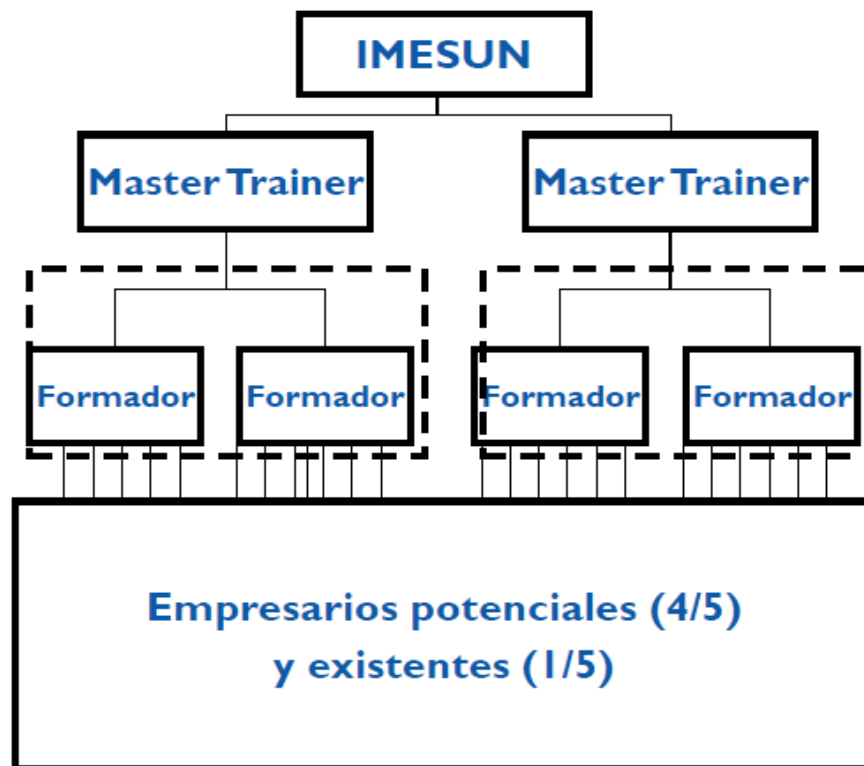 IMESUN
Master Trainer
Master Trainer
Formador
Formador
Formador
Formador
Empresarios potenciales (4/5)
y existentes (1/5)